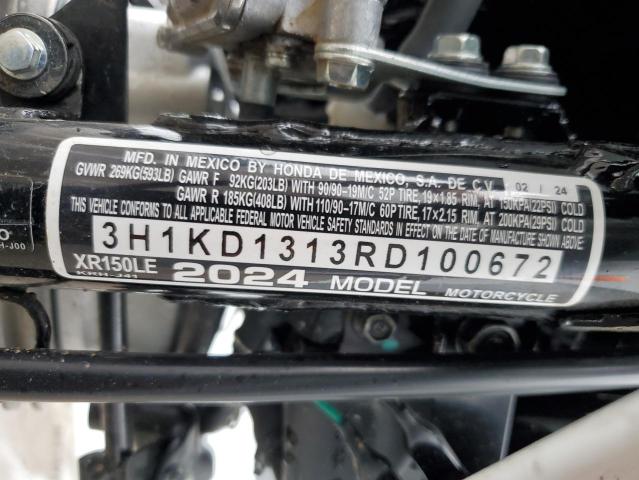 MFD. IN MEXICO BY HONDA DE MEXICO, S.A. DE C.V. 02 / 24
GVWR 269KG(593LB) GAWR F 92KG(203LB) WITH 90/90-19M/C 52P TIRE, 19 x 1.85 RIM, AT 150KPA(22PSI) COLD
GAWR R 185KG(408LB) WITH 110/90-17M/C 60P TIRE, 17 x 2.15 RIM, AT 200KPA(29PSI) COLD
THIS VEHICLE CONFORMS TO ALL APPLICABLE FEDERAL MOTOR VEHICLE SAFETY STANDARDS IN EFFECT ON THE DATE OF MANUFACTURE SHOWN ABOVE.
3H1KD1313RD100672
XR150LE 2024 MODEL MOTORCYCLE
KRH-J41
H-J00